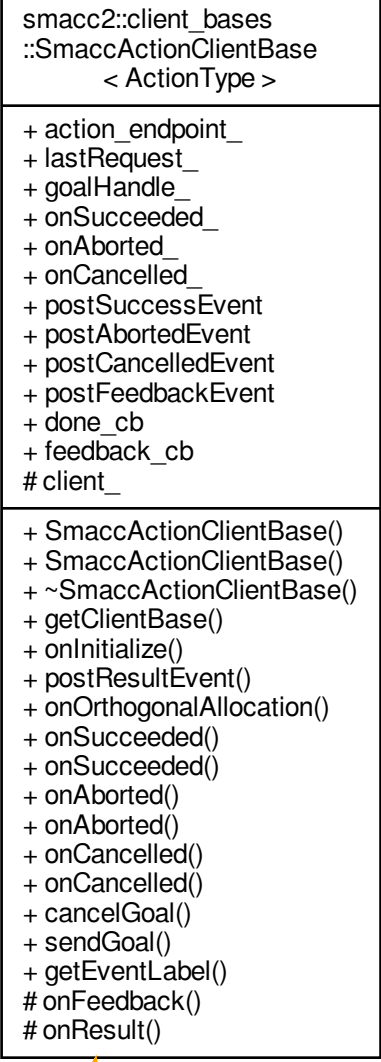 smacc2::client_bases
::SmaccActionClientBase
< ActionType >
+ action_endpoint_
+ lastRequest_
+ goalHandle_
+ onSucceeded_
+ onAborted_
+ onCancelled_
+ postSuccessEvent
+ postAbortedEvent
+ postCancelledEvent
+ postFeedbackEvent
+ done_cb
+ feedback_cb
# client_
+ SmaccActionClientBase()
+ SmaccActionClientBase()
+ ~SmaccActionClientBase()
+ getClientBase()
+ onInitialize()
+ postResultEvent()
+ onOrthogonalAllocation()
+ onSucceeded()
+ onSucceeded()
+ onAborted()
+ onAborted()
+ onCancelled()
+ onCancelled()
+ cancelGoal()
+ sendGoal()
+ getEventLabel()
# onFeedback()
# onResult()